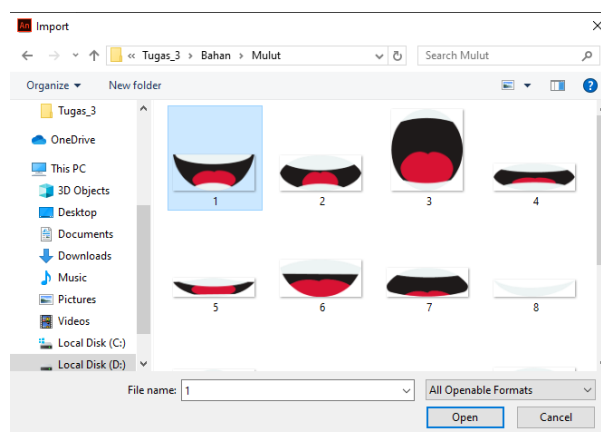 An Import
« Tugas_3 › Bahan › Mulut
Search Mulut
Organize
New folder
Tugas_3
OneDrive
This PC
3D Objects
Desktop
Documents
Downloads
Music
Pictures
Videos
Local Disk (C:)
Local Disk (D:)
1 2 3 4
5 6 7 8
File name: 1
All Openable Formats
Open Cancel